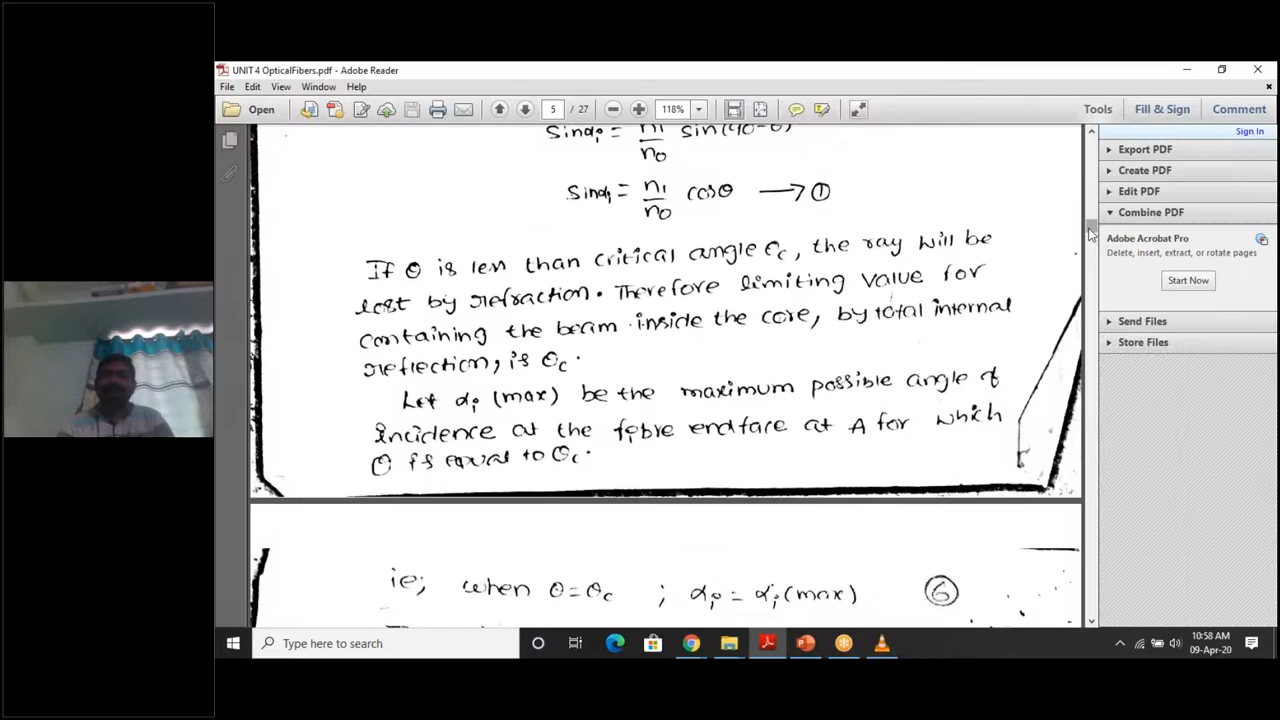 UNIT 4 OpticalFibers.pdf - Adobe Reader
File Edit View Window Help
Open 5 / 27 118% Tools Fill & Sign Comment
Sign In
Export PDF
Create PDF
Edit PDF
Combine PDF
Adobe Acrobat Pro
Delete, insert, extract, or rotate pages
Start Now
Send Files
Store Files
Sinαi = n1/n0 sin(90-θ)
Sinαi = n1/n0 cosθ → ①
If θ is less than critical angle θc, the ray will be
lost by refraction. Therefore limiting value for
containing the beam inside the core, by total internal
reflection, is θc.
Let αi (max) be the maximum possible angle of
incidence at the fibre endface at A for which
θ is equal to θc.
ie; when θ=θc ; αi = αi(max) ⑥
Type here to search
10:58 AM
09-Apr-20